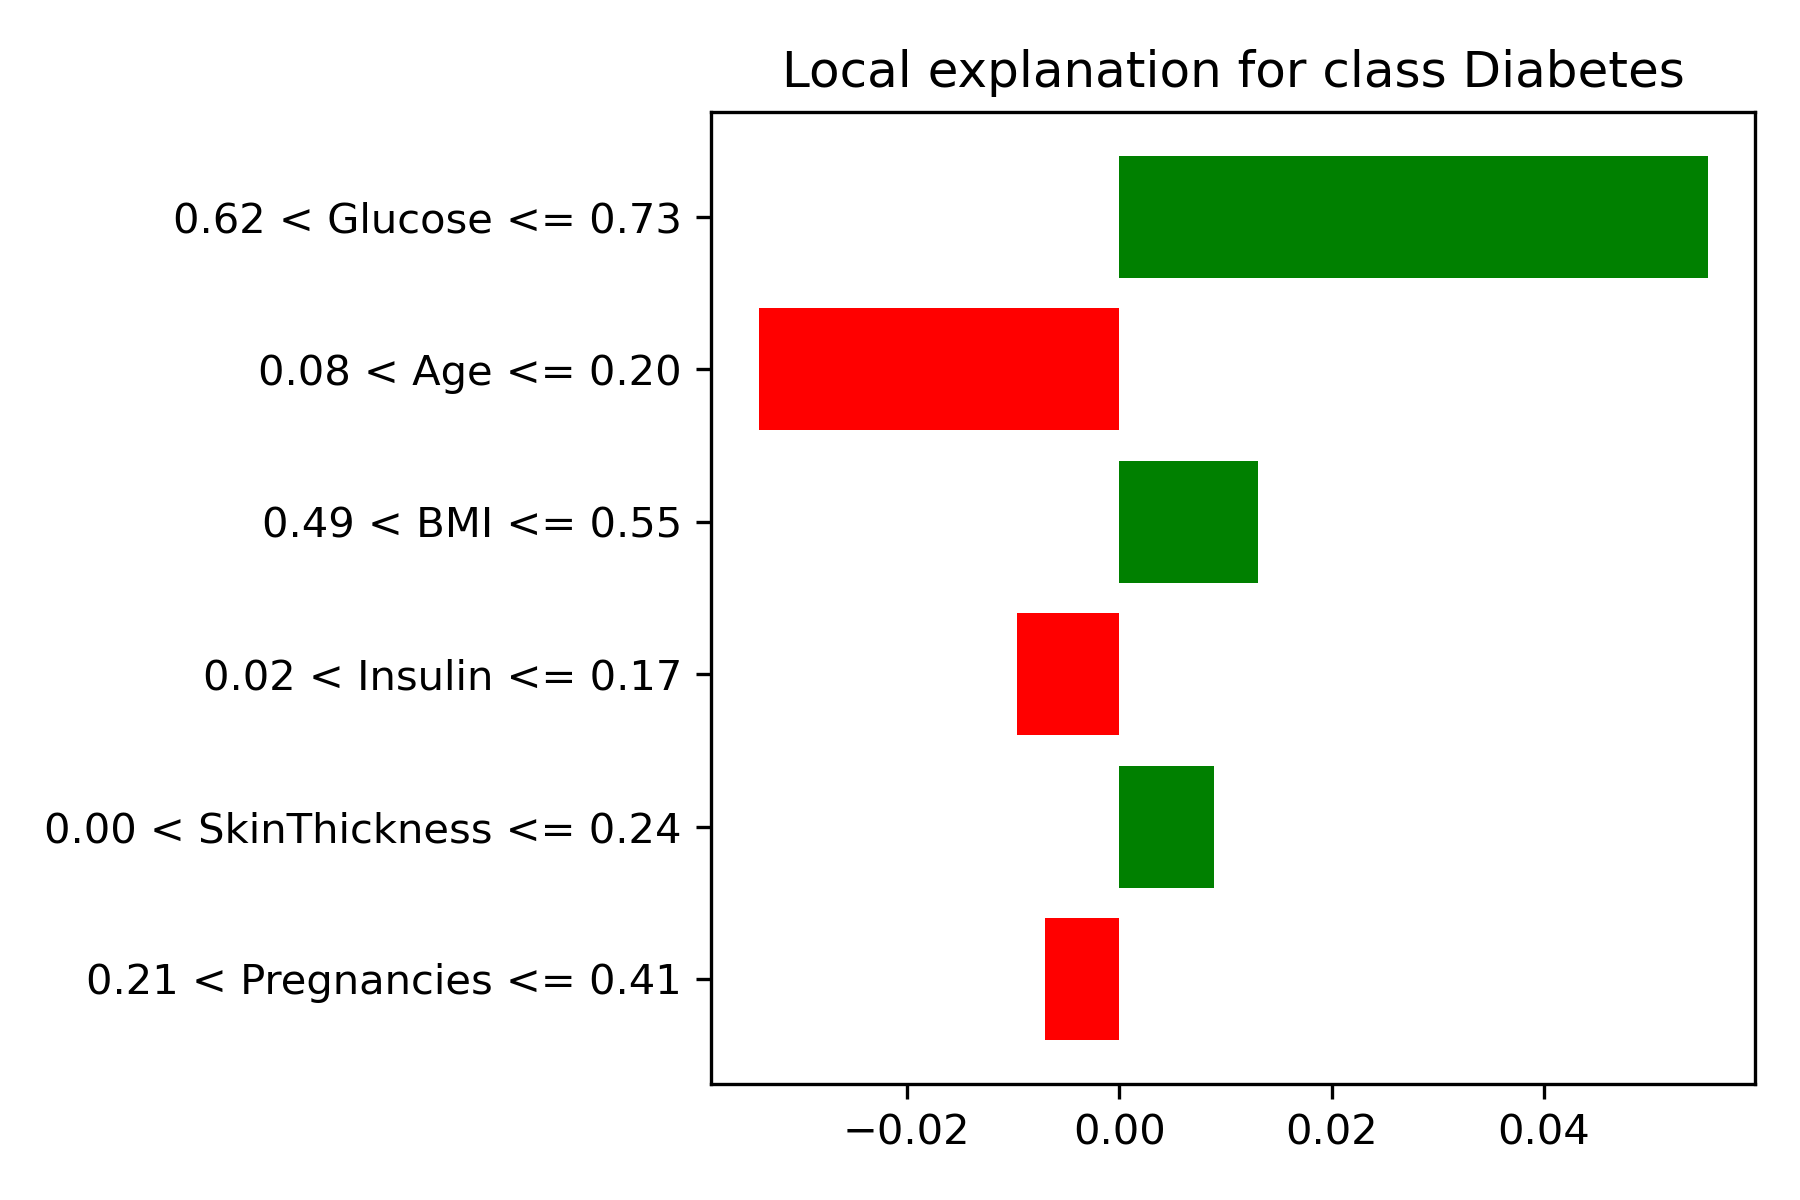 Local explanation for class Diabetes
0.62 < Glucose <= 0.73
0.08 < Age <= 0.20
0.49 < BMI <= 0.55
0.02 < Insulin <= 0.17
0.00 < SkinThickness <= 0.24
0.21 < Pregnancies <= 0.41
−0.02 0.00 0.02 0.04